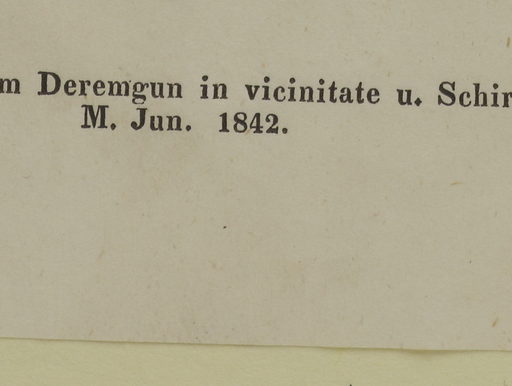 m Deremgun in vicinitate u. Schir
M. Jun. 1842.